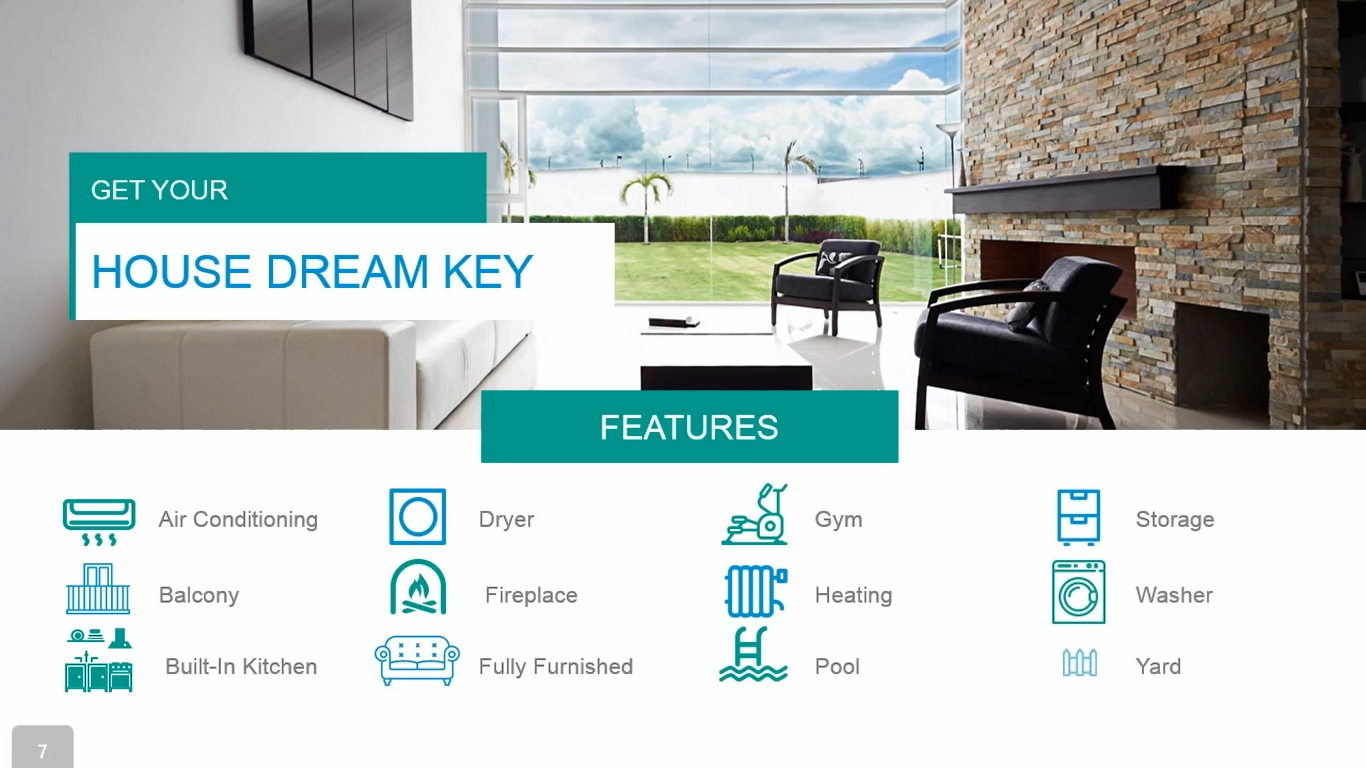 GET YOUR
HOUSE DREAM KEY
FEATURES
Air Conditioning
Dryer
Gym
Storage
Balcony
Fireplace
Heating
Washer
Built-In Kitchen
Fully Furnished
Pool
Yard
7